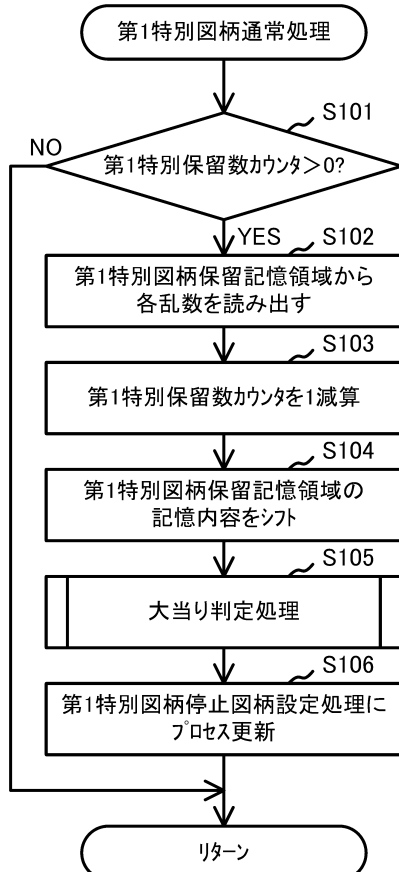 第1特別図柄通常処理
S101
NO
第1特別保留数カウンタ>0?
YES
S102
第1特別図柄保留記憶領域から
各乱数を読み出す
S103
第1特別保留数カウンタを1減算
S104
第1特別図柄保留記憶領域の
記憶内容をシフト
S105
大当り判定処理
S106
第1特別図柄停止図柄設定処理に
プロセス更新
リターン